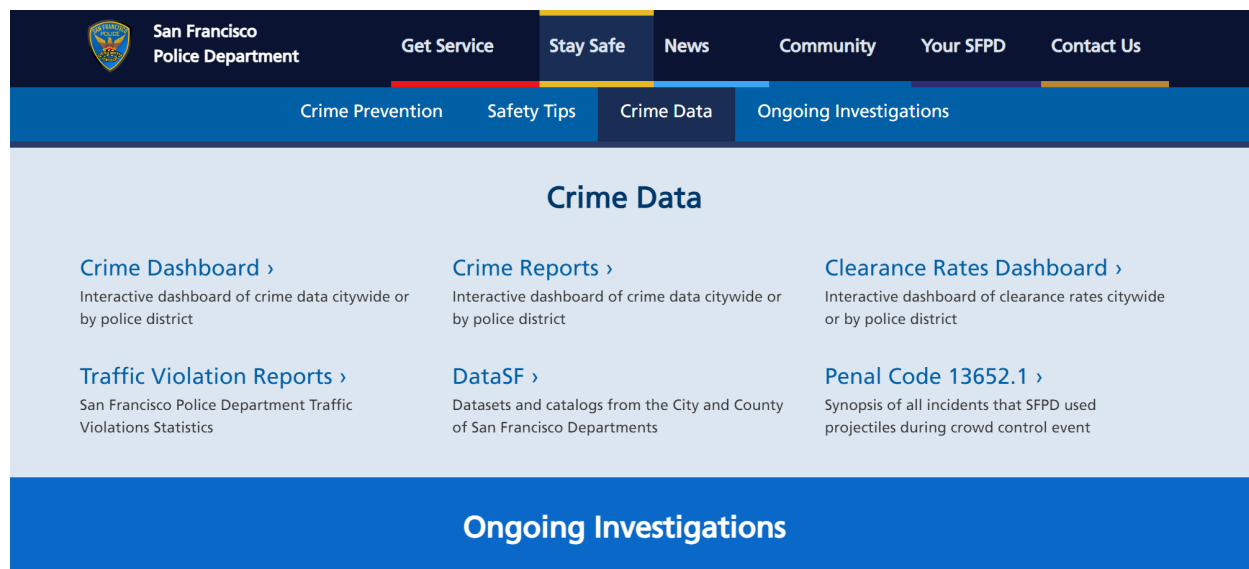 San Francisco
Police Department
Get Service
Stay Safe
News
Community
Your SFPD
Contact Us
Crime Prevention
Safety Tips
Crime Data
Ongoing Investigations
Crime Data
Crime Dashboard ›
Interactive dashboard of crime data citywide or
by police district
Crime Reports ›
Interactive dashboard of crime data citywide or
by police district
Clearance Rates Dashboard ›
Interactive dashboard of clearance rates citywide
or by police district
Traffic Violation Reports ›
San Francisco Police Department Traffic
Violations Statistics
DataSF ›
Datasets and catalogs from the City and County
of San Francisco Departments
Penal Code 13652.1 ›
Synopsis of all incidents that SFPD used
projectiles during crowd control event
Ongoing Investigations